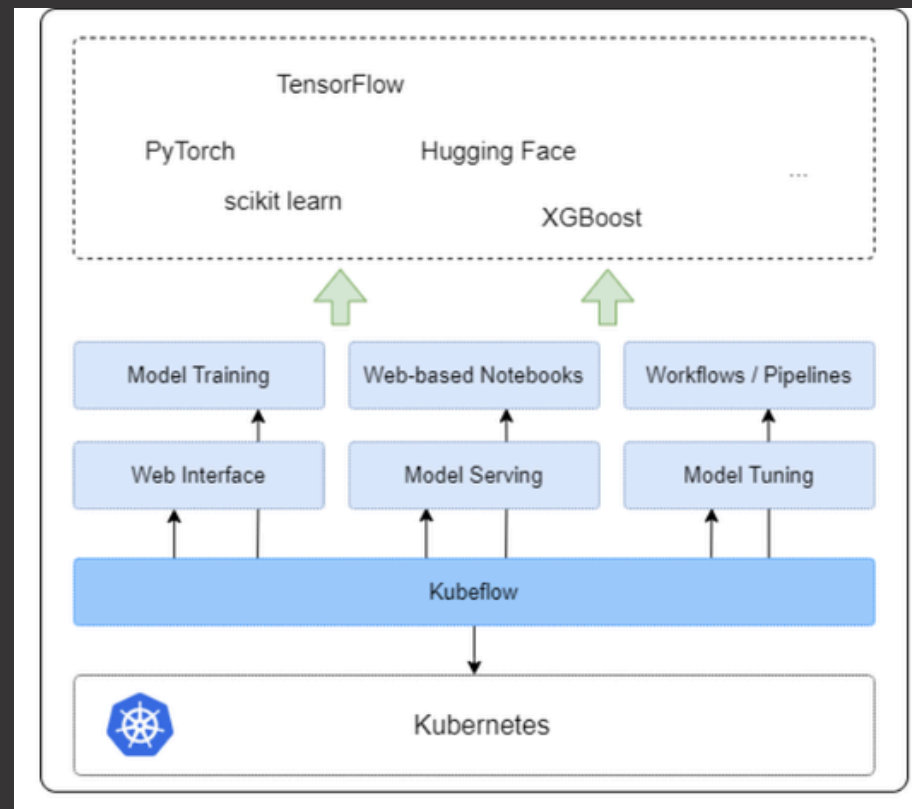 TensorFlow
PyTorch
Hugging Face
...
scikit learn
XGBoost
Model Training
Web-based Notebooks
Workflows / Pipelines
Web Interface
Model Serving
Model Tuning
Kubeflow
Kubernetes